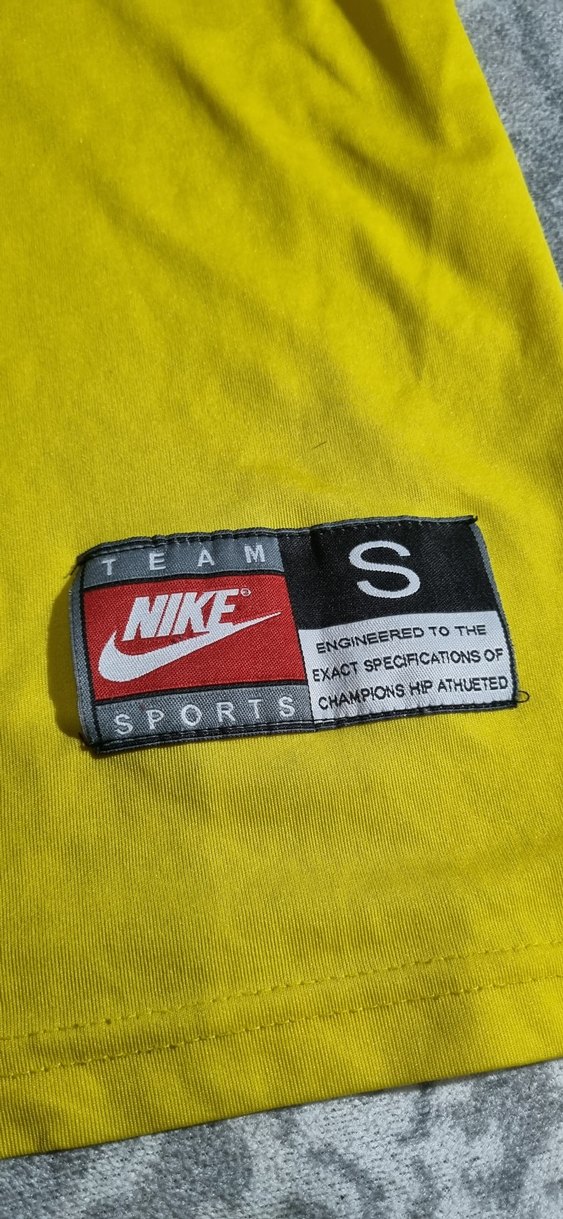 TEAM
NIKE®
SPORTS
S
ENGINEERED TO THE
EXACT SPECIFICATIONS OF
CHAMPIONS HIP ATHUETED